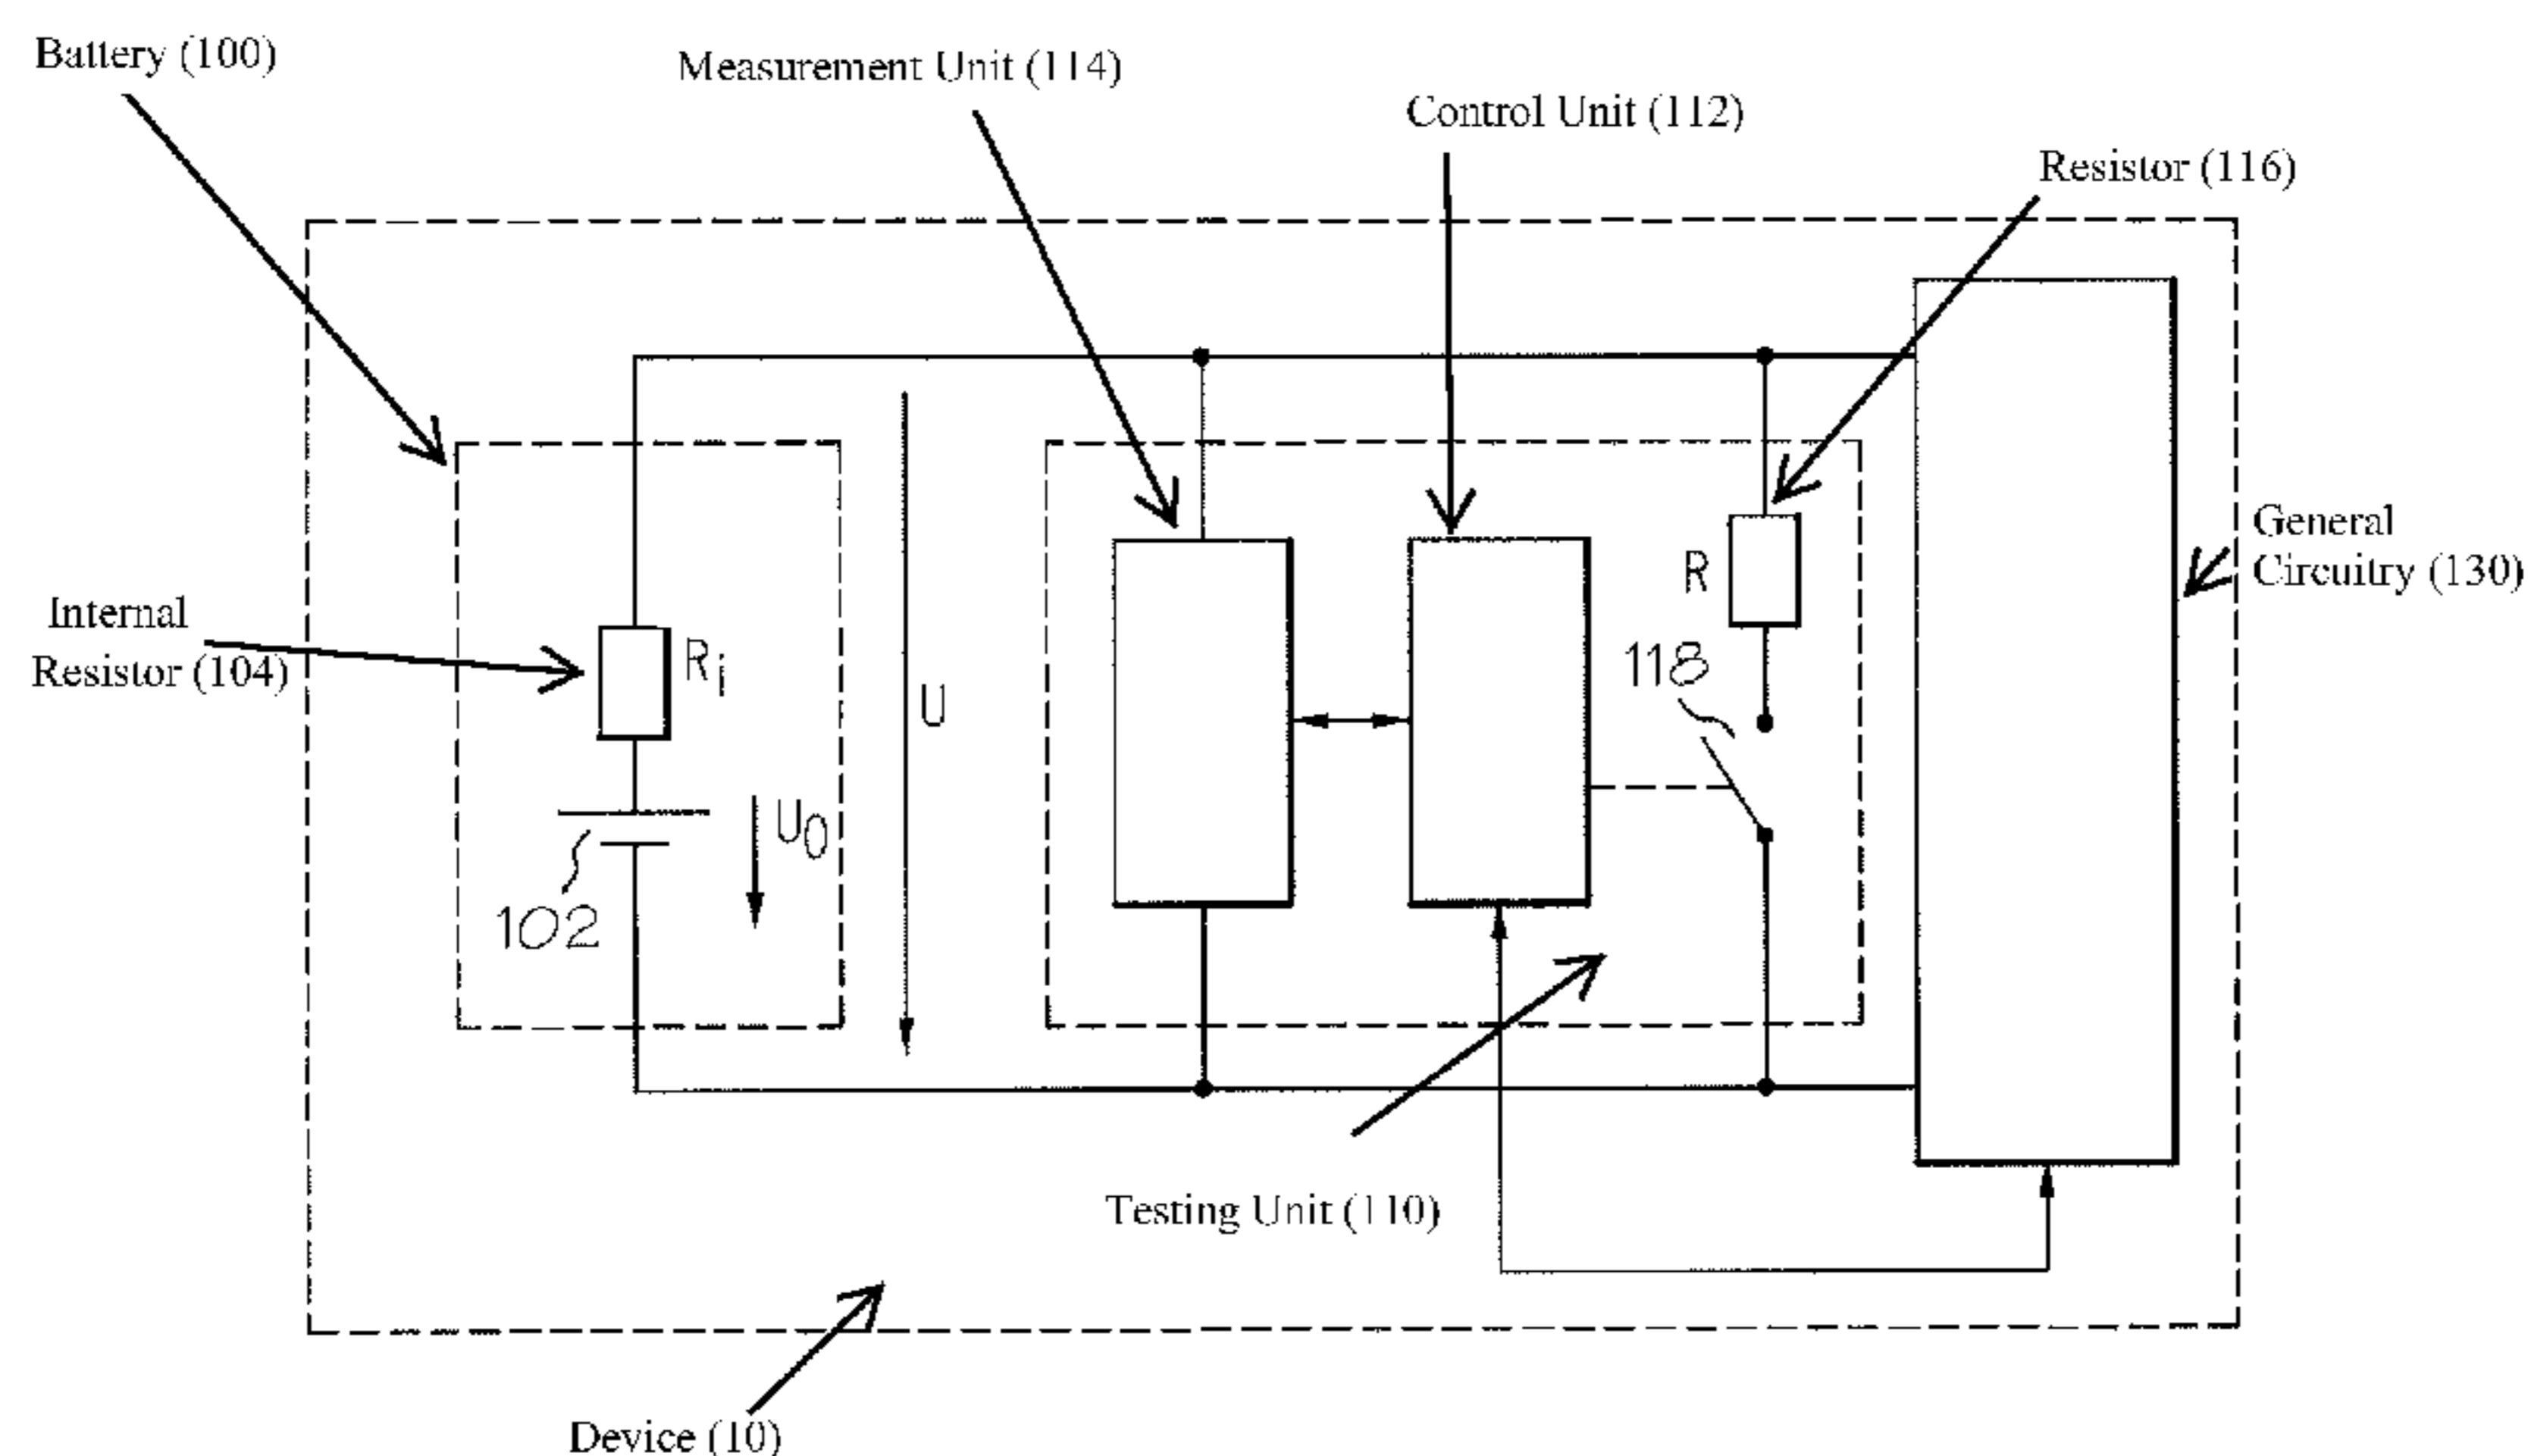 Battery (100)
Measurement Unit (114)
Control Unit (112)
Resistor (116)
General
Circuitry (130)
Internal
Resistor (104)
Ri
U
R
118
U0
102
Testing Unit (110)
Device (10)